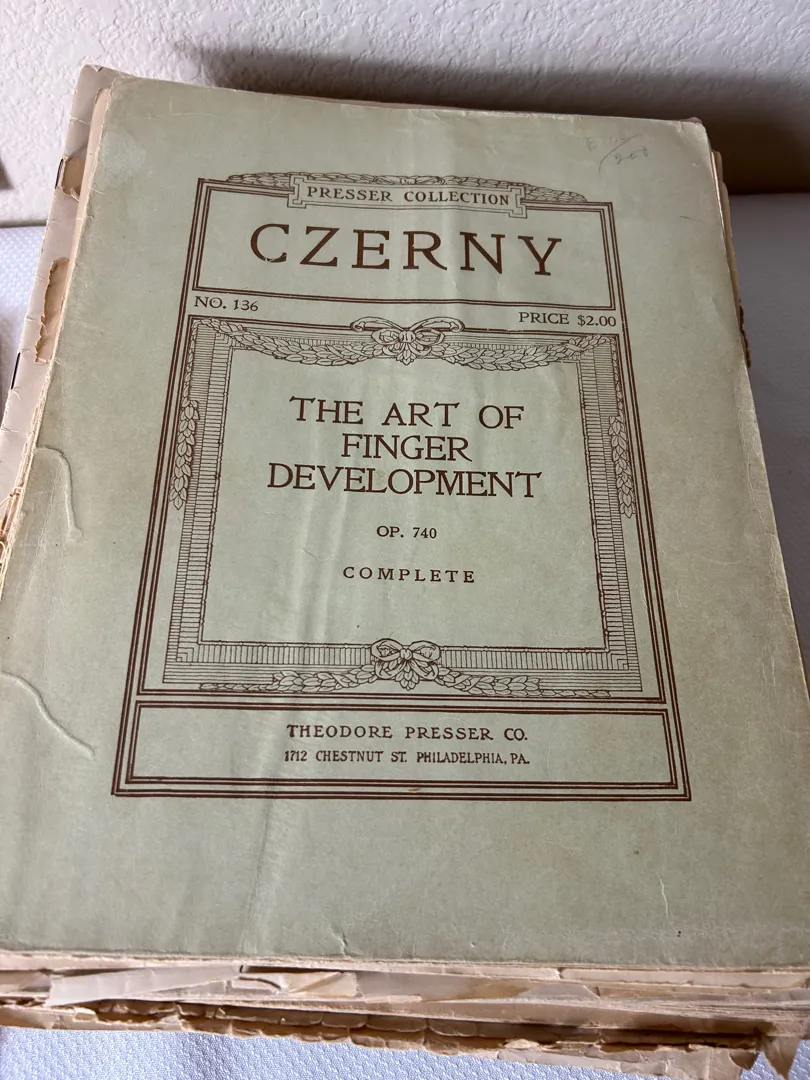 PRESSER COLLECTION
CZERNY
NO. 136 PRICE $2.00
THE ART OF
FINGER
DEVELOPMENT
OP. 740
COMPLETE
THEODORE PRESSER CO.
1712 CHESTNUT ST. PHILADELPHIA, PA.